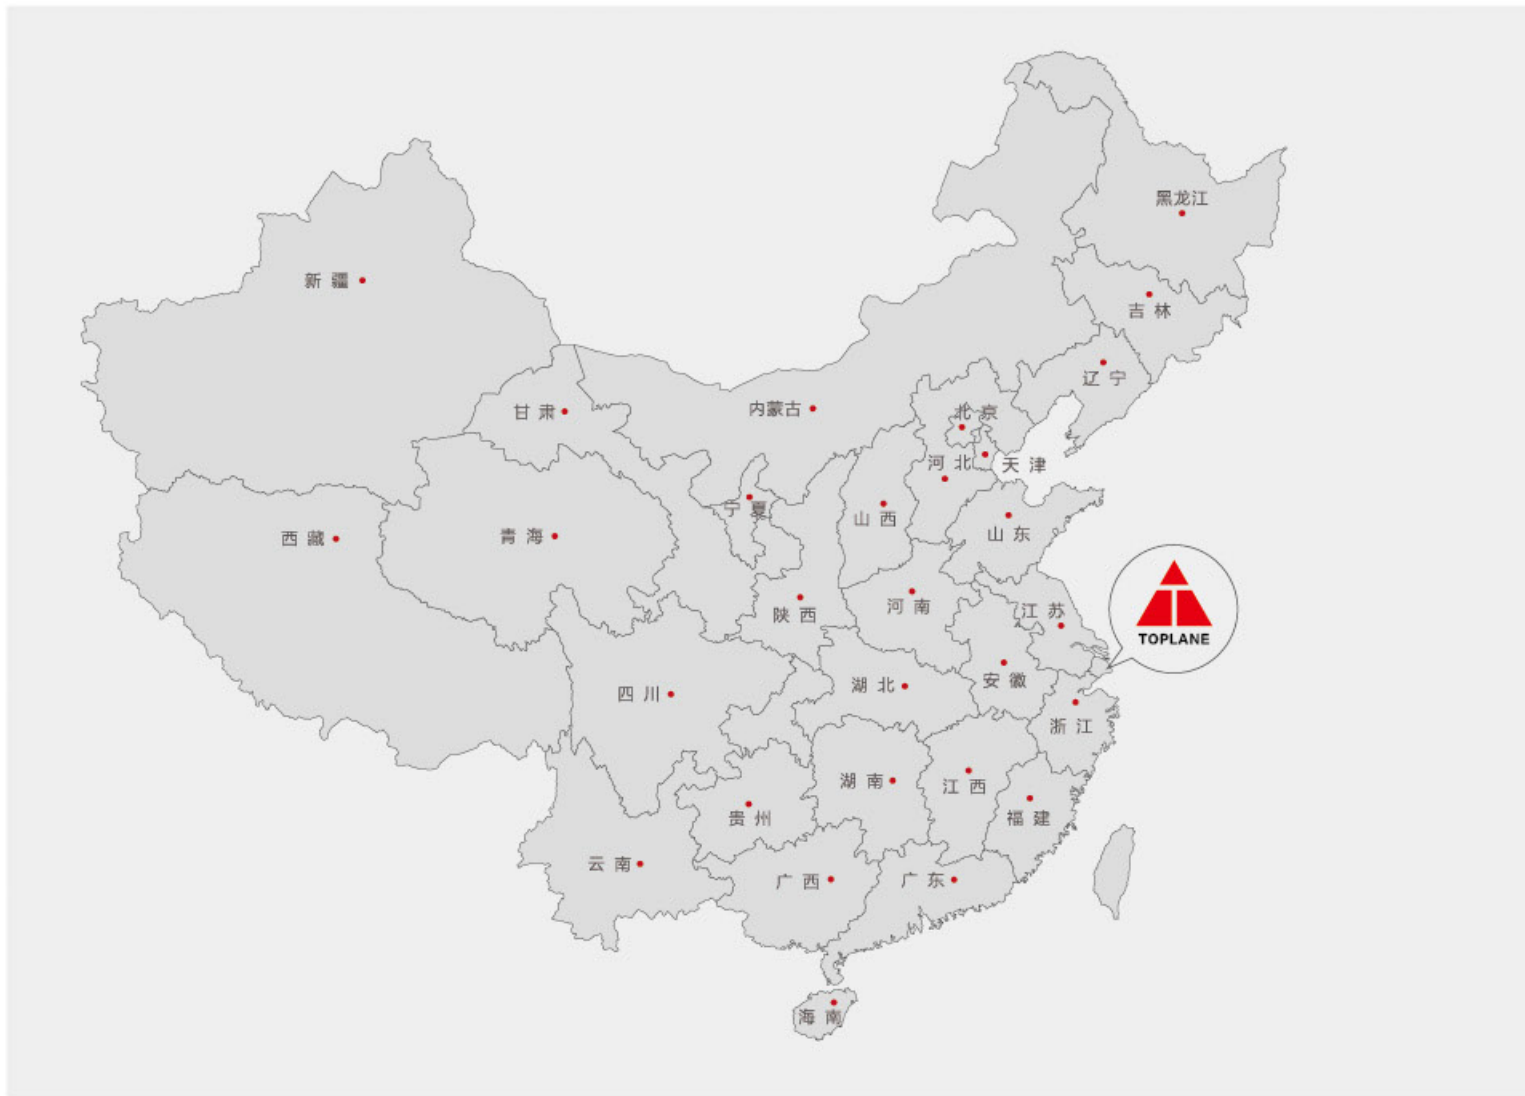 黑龙江
新疆
吉林
辽宁
甘肃
内蒙古
北京
河北
天津
宁夏
山西
山东
西藏
青海
陕西
河南
江苏
TOPLANE
四川
湖北
安徽
浙江
湖南
江西
贵州
福建
云南
广西
广东
海南